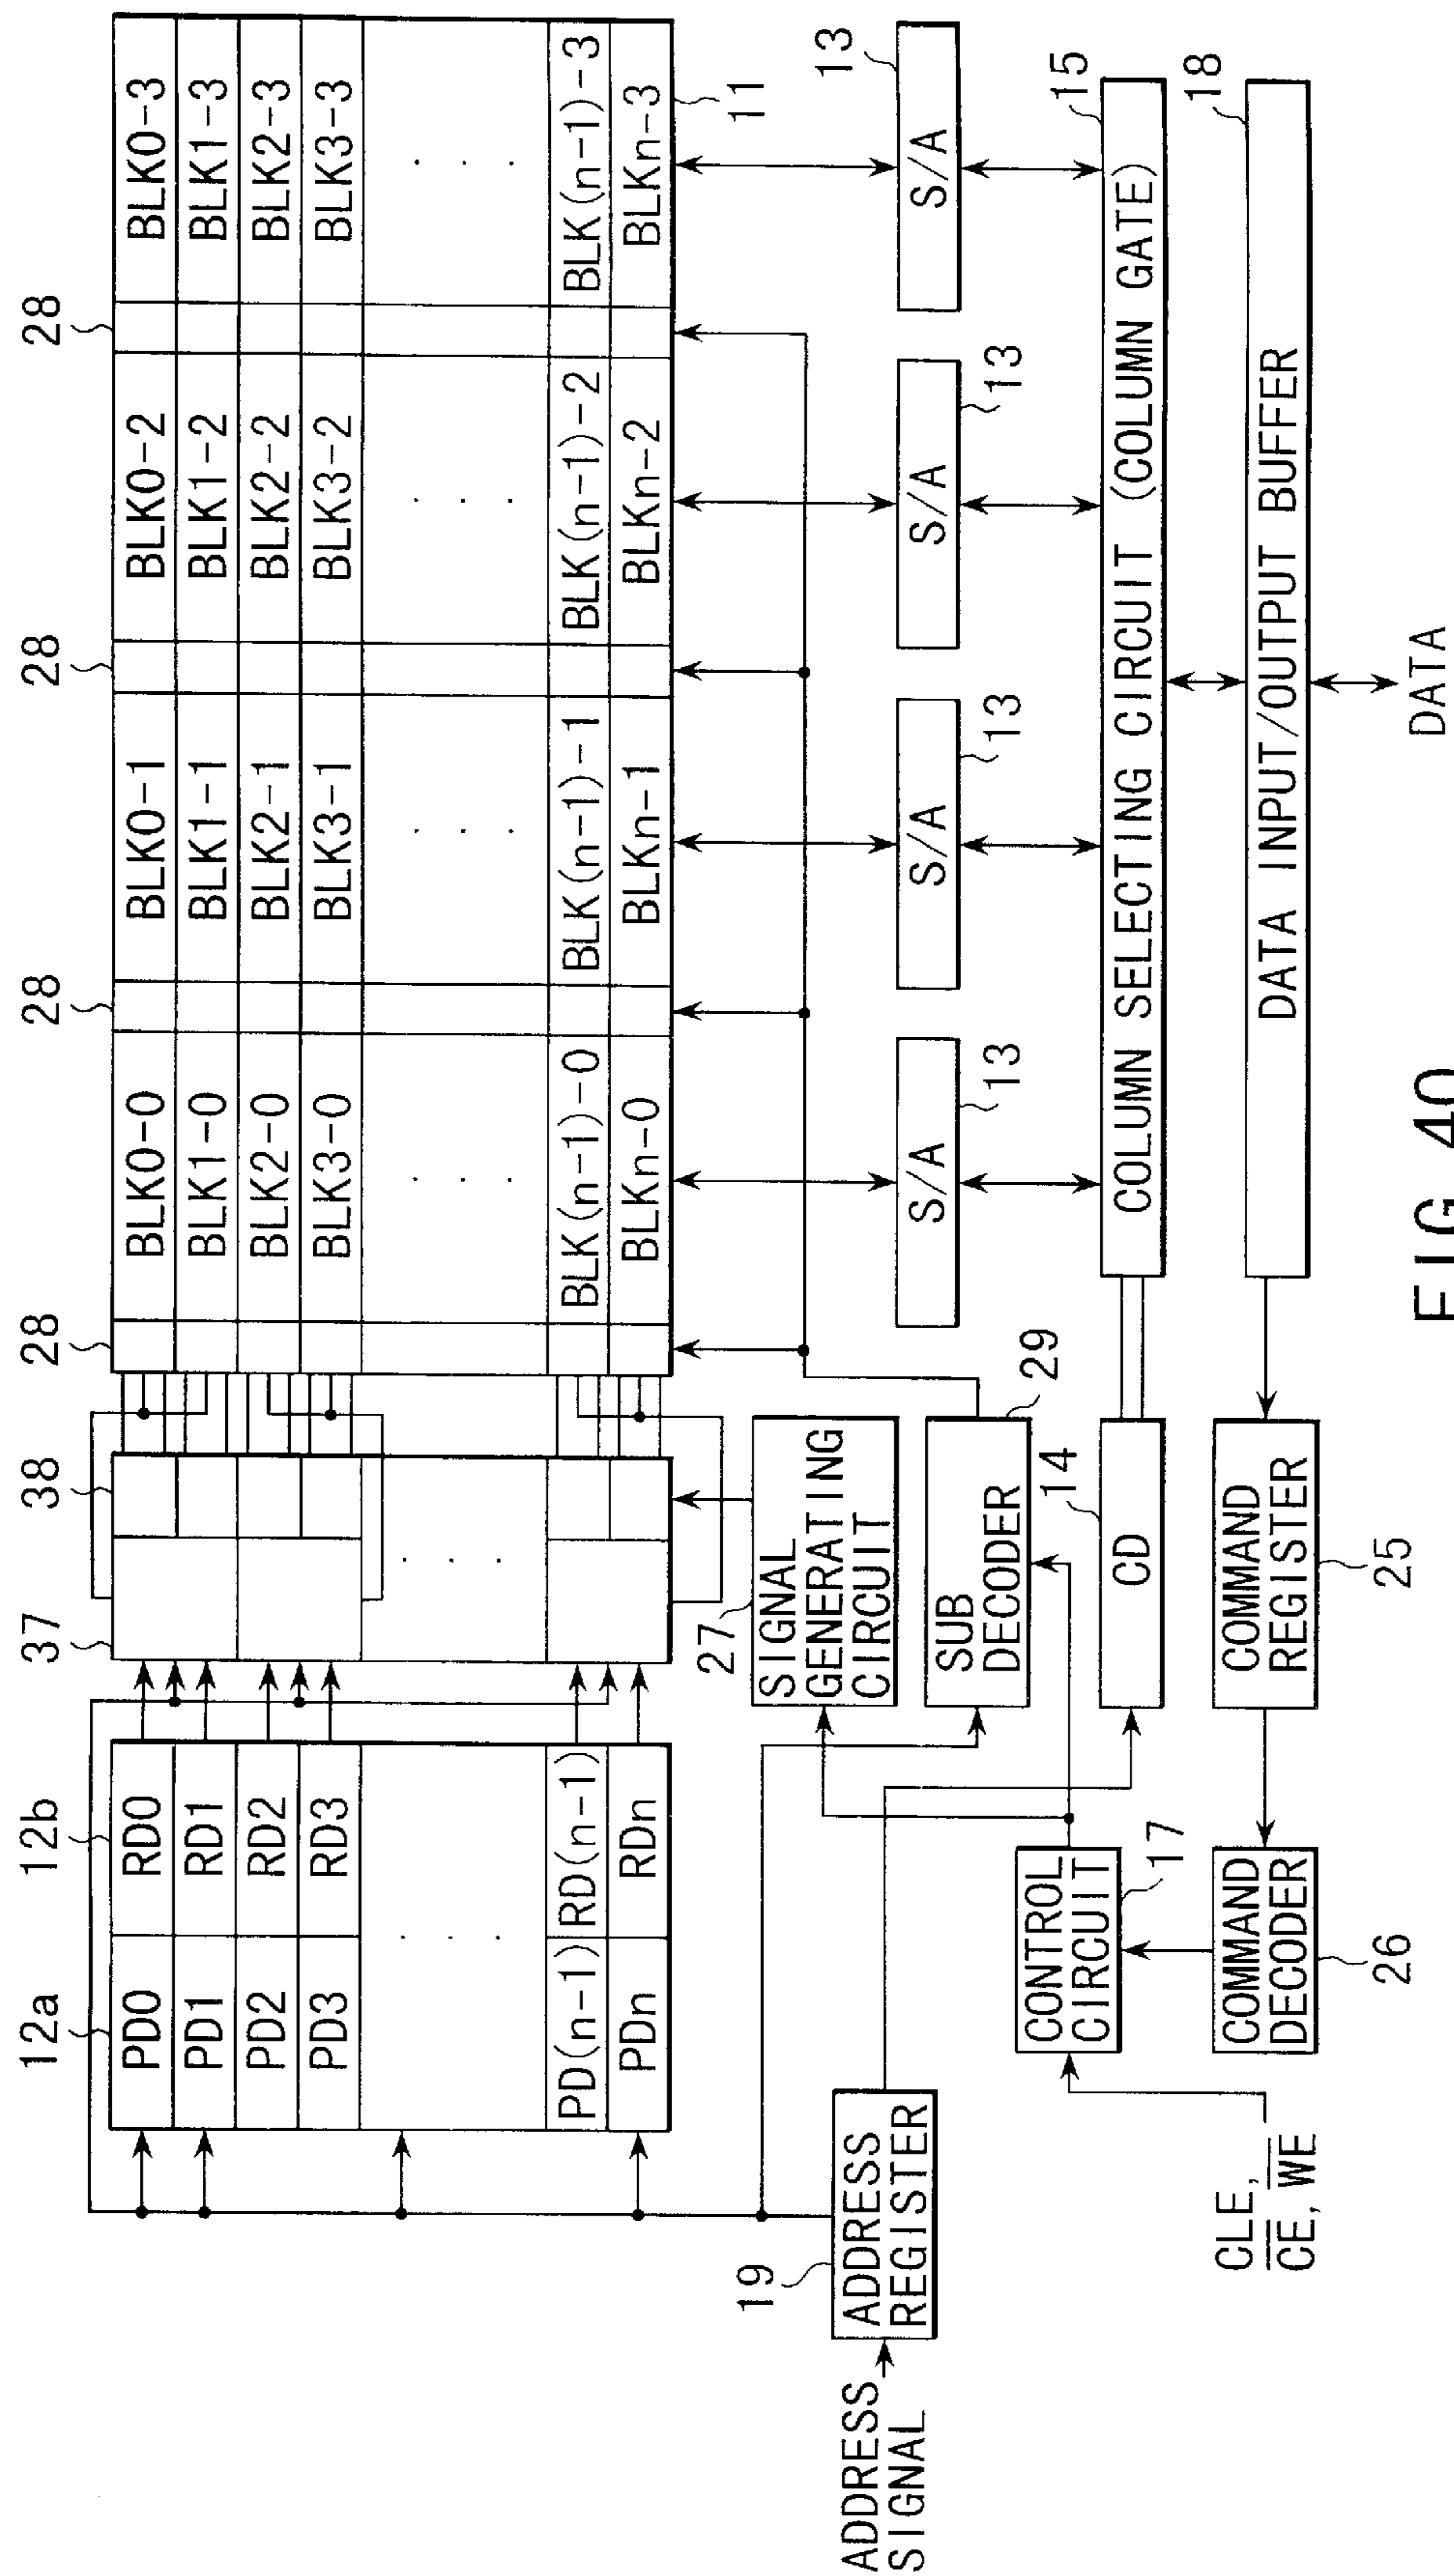 12a
12b
37
38
28
28
28
28
PD0
RD0
BLK0-0
BLK0-1
BLK0-2
BLK0-3
PD1
RD1
BLK1-0
BLK1-1
BLK1-2
BLK1-3
PD2
RD2
BLK2-0
BLK2-1
BLK2-2
BLK2-3
PD3
RD3
BLK3-0
BLK3-1
BLK3-2
BLK3-3
PD(n-1)
RD(n-1)
BLK(n-1)-0
BLK(n-1)-1
BLK(n-1)-2
BLK(n-1)-3
PDn
RDn
BLKn-0
BLKn-1
BLKn-2
BLKn-3
11
27
SIGNAL
GENERATING
CIRCUIT
S/A
13
S/A
13
S/A
13
S/A
13
19
ADDRESS
REGISTER
ADDRESS
SIGNAL
SUB
DECODER
29
CONTROL
CIRCUIT
17
14
CD
COLUMN SELECTING CIRCUIT (COLUMN GATE)
15
CLE,
CE, WE
COMMAND
DECODER
26
COMMAND
REGISTER
25
DATA INPUT/OUTPUT BUFFER
18
DATA
FIG. 40